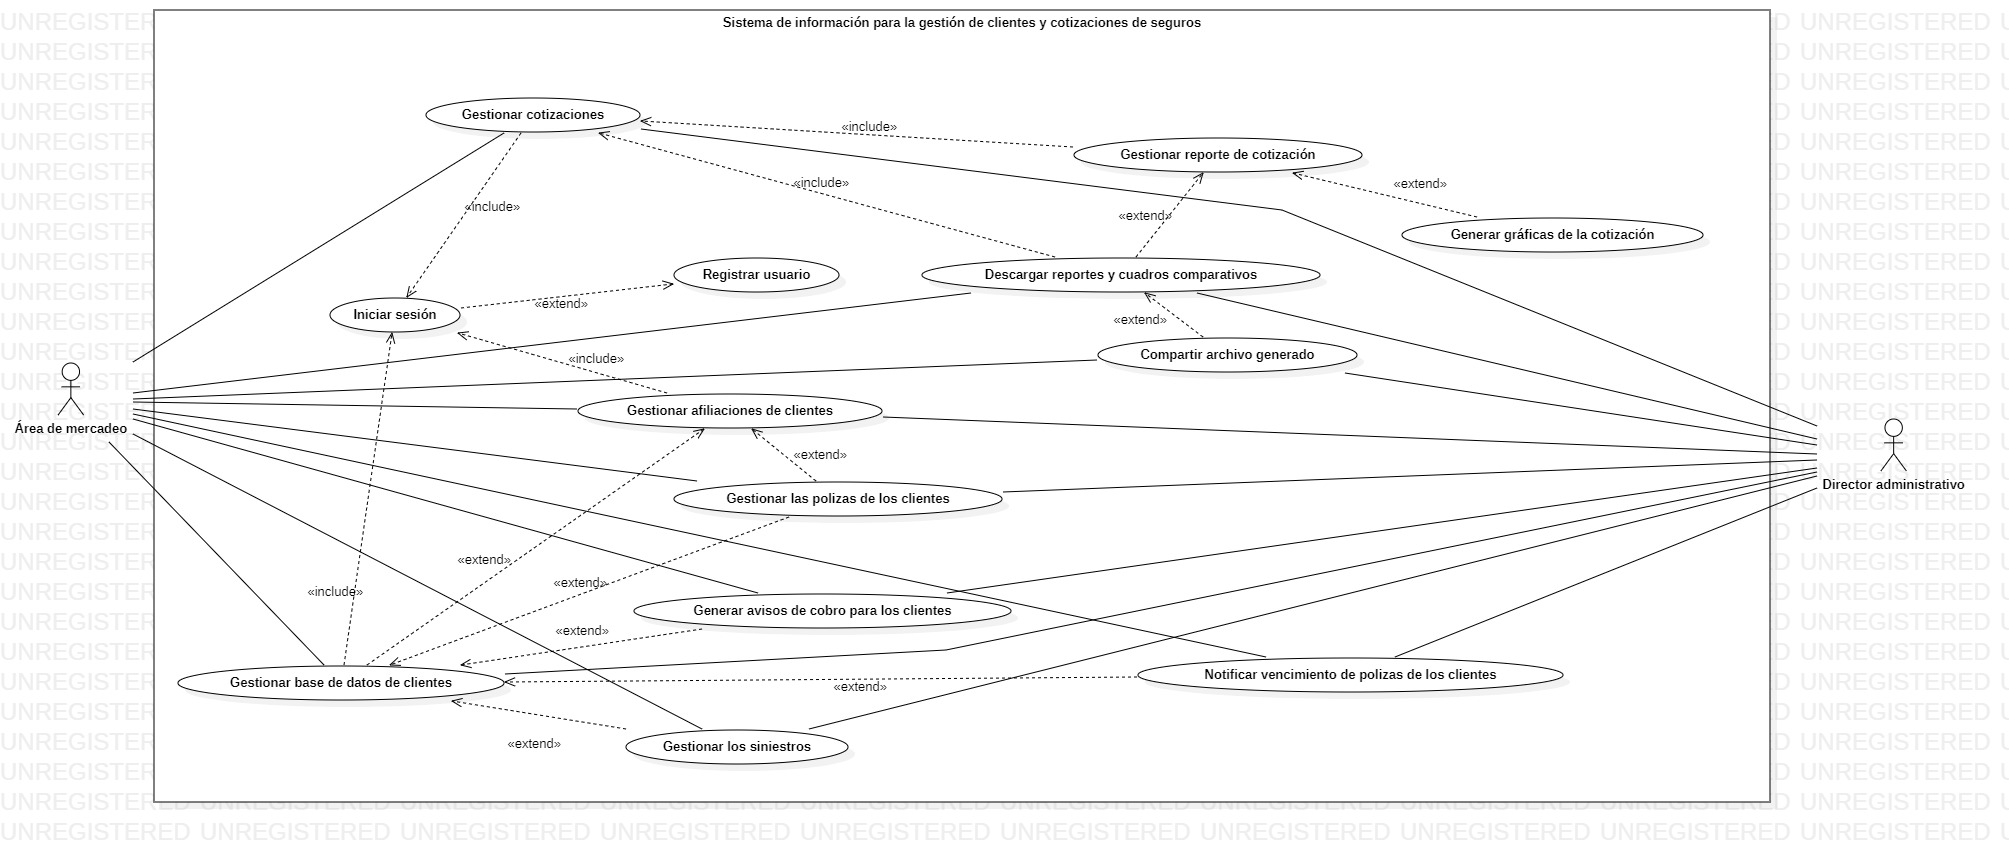 Sistema de información para la gestión de clientes y cotizaciones de seguros
Gestionar cotizaciones
«include»
Gestionar reporte de cotización
«include»
«extend»
«include»
«extend»
Generar gráficas de la cotización
Registrar usuario
Descargar reportes y cuadros comparativos
«extend»
Iniciar sesión
«extend»
«include»
Compartir archivo generado
Gestionar afiliaciones de clientes
Área de mercadeo
«extend»
Director administrativo
Gestionar las polizas de los clientes
«extend»
«extend»
«include»
Generar avisos de cobro para los clientes
«extend»
Gestionar base de datos de clientes
Notificar vencimiento de polizas de los clientes
«extend»
«extend»
Gestionar los siniestros
UNREGISTERED UNREGISTERED UNREGISTERED UNREGISTERED UNREGISTERED UNREGISTERED UNREGISTERED UNREGISTERED UNREGISTERED UNREGISTERED